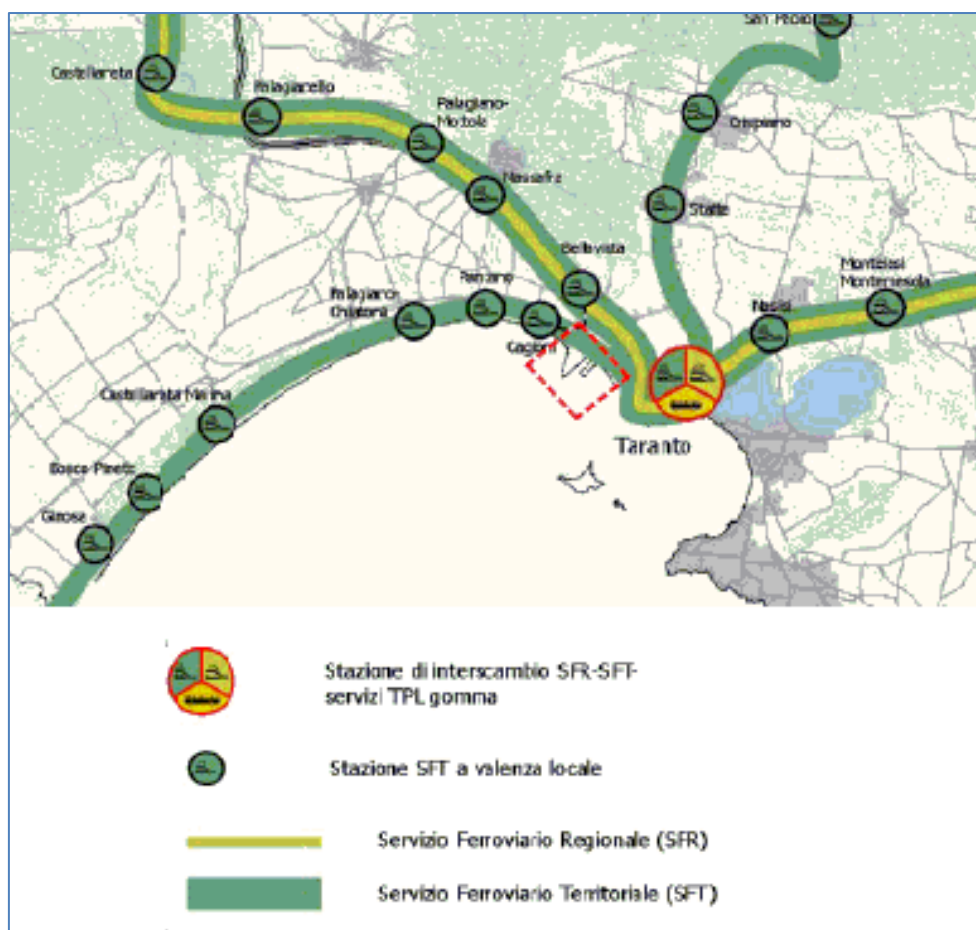 San Paolo
Castellaneta
Palagianello
Palagiano-
Mottola
Crispiano
Massafra
Statte
Bellavista
Monteiasi
Montemesola
Palagiano-
Chiatona
Nasisi
Cagioni
Castellaneta Marina
Taranto
Bosco Pineto
Ginosa
Stazione di interscambio SFR-SFT-
servizi TPL gomma
Stazione SFT a valenza locale
Servizio Ferroviario Regionale (SFR)
Servizio Ferroviario Territoriale (SFT)